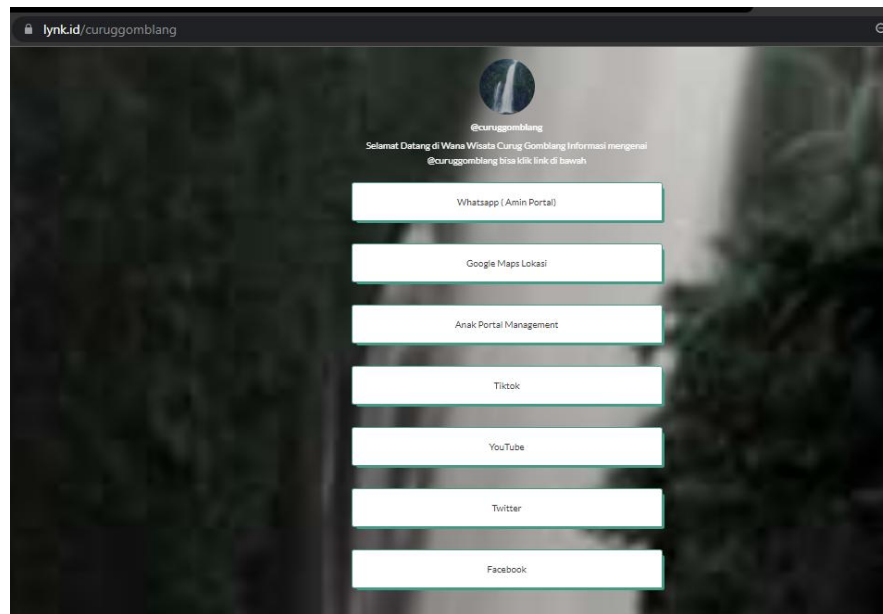 lynk.id/curuggomblang
@curuggomblang
Selamat Datang di Wana Wisata Curug Gomblang Informasi mengenai
@curuggomblang bisa klik link di bawah
Whatsapp ( Amin Portal)
Google Maps Lokasi
Anak Portal Management
Tiktok
YouTube
Twitter
Facebook